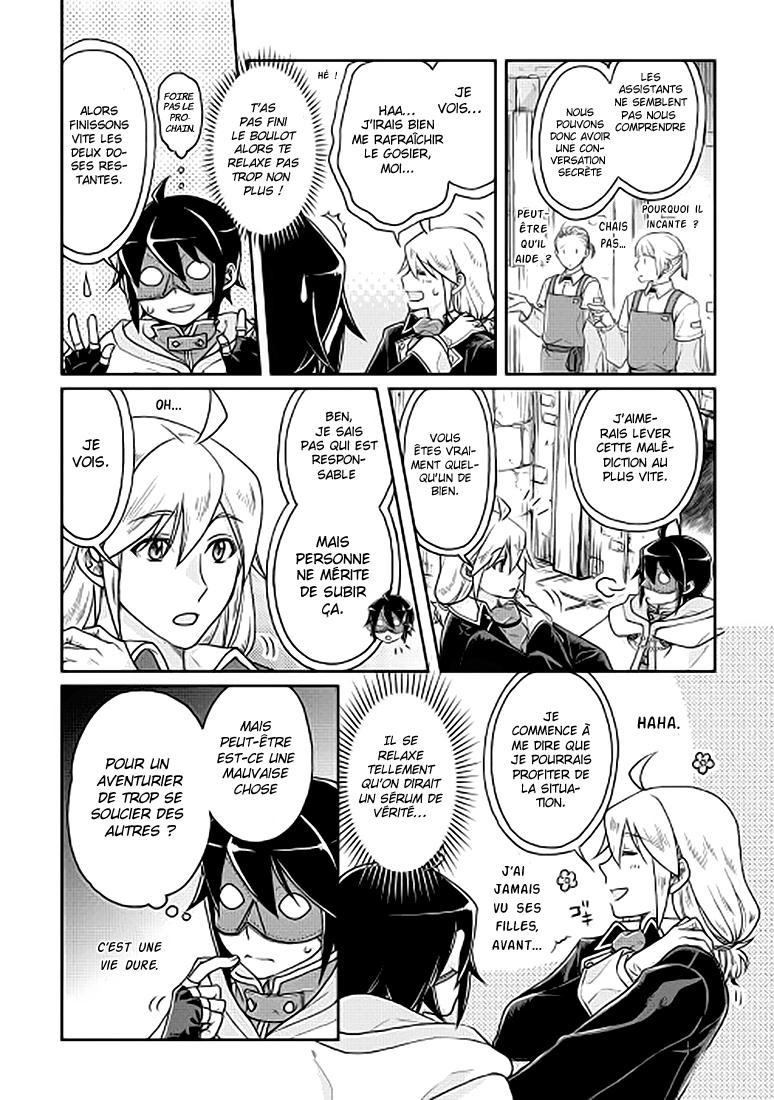 LES
ASSISTANTS
NE SEMBLENT
PAS NOUS
COMPRENDRE
NOUS
POUVONS
DONC AVOIR
UNE CON-
VERSATION
SECRÈTE
POURQUOI IL
INCANTE ?
CHAIS
PAS...
PEUT-
ÊTRE
QU'IL
AIDE ?
JE
VOIS...
HAA...
J'IRAIS BIEN
ME RAFRAÎCHIR
LE GOSIER,
MOI...
HÉ !
T'AS
PAS FINI
LE BOULOT
ALORS TE
RELAXE PAS
TROP NON
PLUS !
FOIRE
PAS LE
PRO-
CHAIN.
ALORS
FINISSONS
VITE LES
DEUX DO-
SES RES-
TANTES.
J'AIME-
RAIS LEVER
CETTE MALÉ-
DICTION AU
PLUS VITE.
VOUS
ÊTES VRAI-
MENT QUEL-
QU'UN DE
BIEN.
BEN,
JE SAIS
PAS QUI EST
RESPON-
SABLE
MAIS
PERSONNE
NE MÉRITE
DE SUBIR
ÇA.
OH...
JE
VOIS.
HAHA.
JE
COMMENCE À
ME DIRE QUE
JE POURRAIS
PROFITER
DE LA
SITUA-
TION.
J'AI
JAMAIS
VU SES
FILLES,
AVANT...
ゴキ
IL SE
RELAXE
TELLEMENT
QU'ON DIRAIT
UN SÉRUM DE
VÉRITÉ...
MAIS
PEUT-ÊTRE
EST-CE UNE
MAUVAISE
CHOSE
POUR UN
AVENTURIER
DE TROP SE
SOUCIER DES
AUTRES ?
C'EST UNE
VIE DURE.